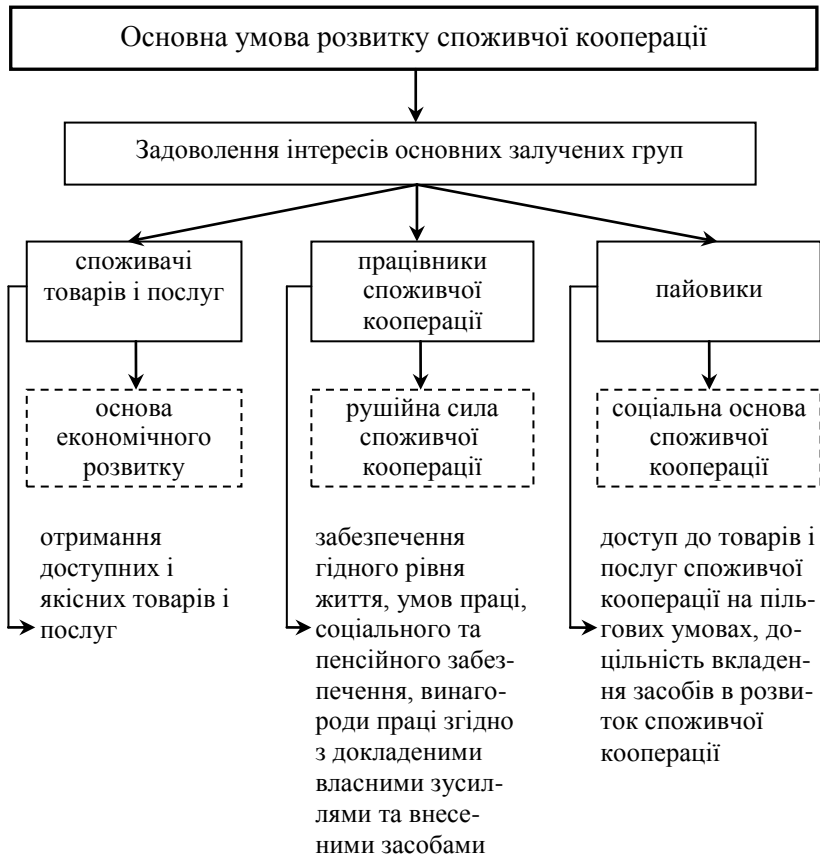 Основна умова розвитку споживчої кооперації
Задоволення інтересів основних залучених груп
споживачі
товарів і послуг
працівники
споживчої
кооперації
пайовики
основа
економічного
розвитку
рушійна сила
споживчої
кооперації
соціальна основа
споживчої
кооперації
отримання
доступних і
якісних товарів і
послуг
забезпечення
гідного рівня
життя, умов праці,
соціального та
пенсійного забез-
печення, винаго-
роди праці згідно
з докладеними
власними зусил-
лями та внесе-
ними засобами
доступ до товарів і
послуг споживчої
кооперації на піль-
гових умовах, до-
цільність вкладен-
ня засобів в розви-
ток споживчої
кооперації